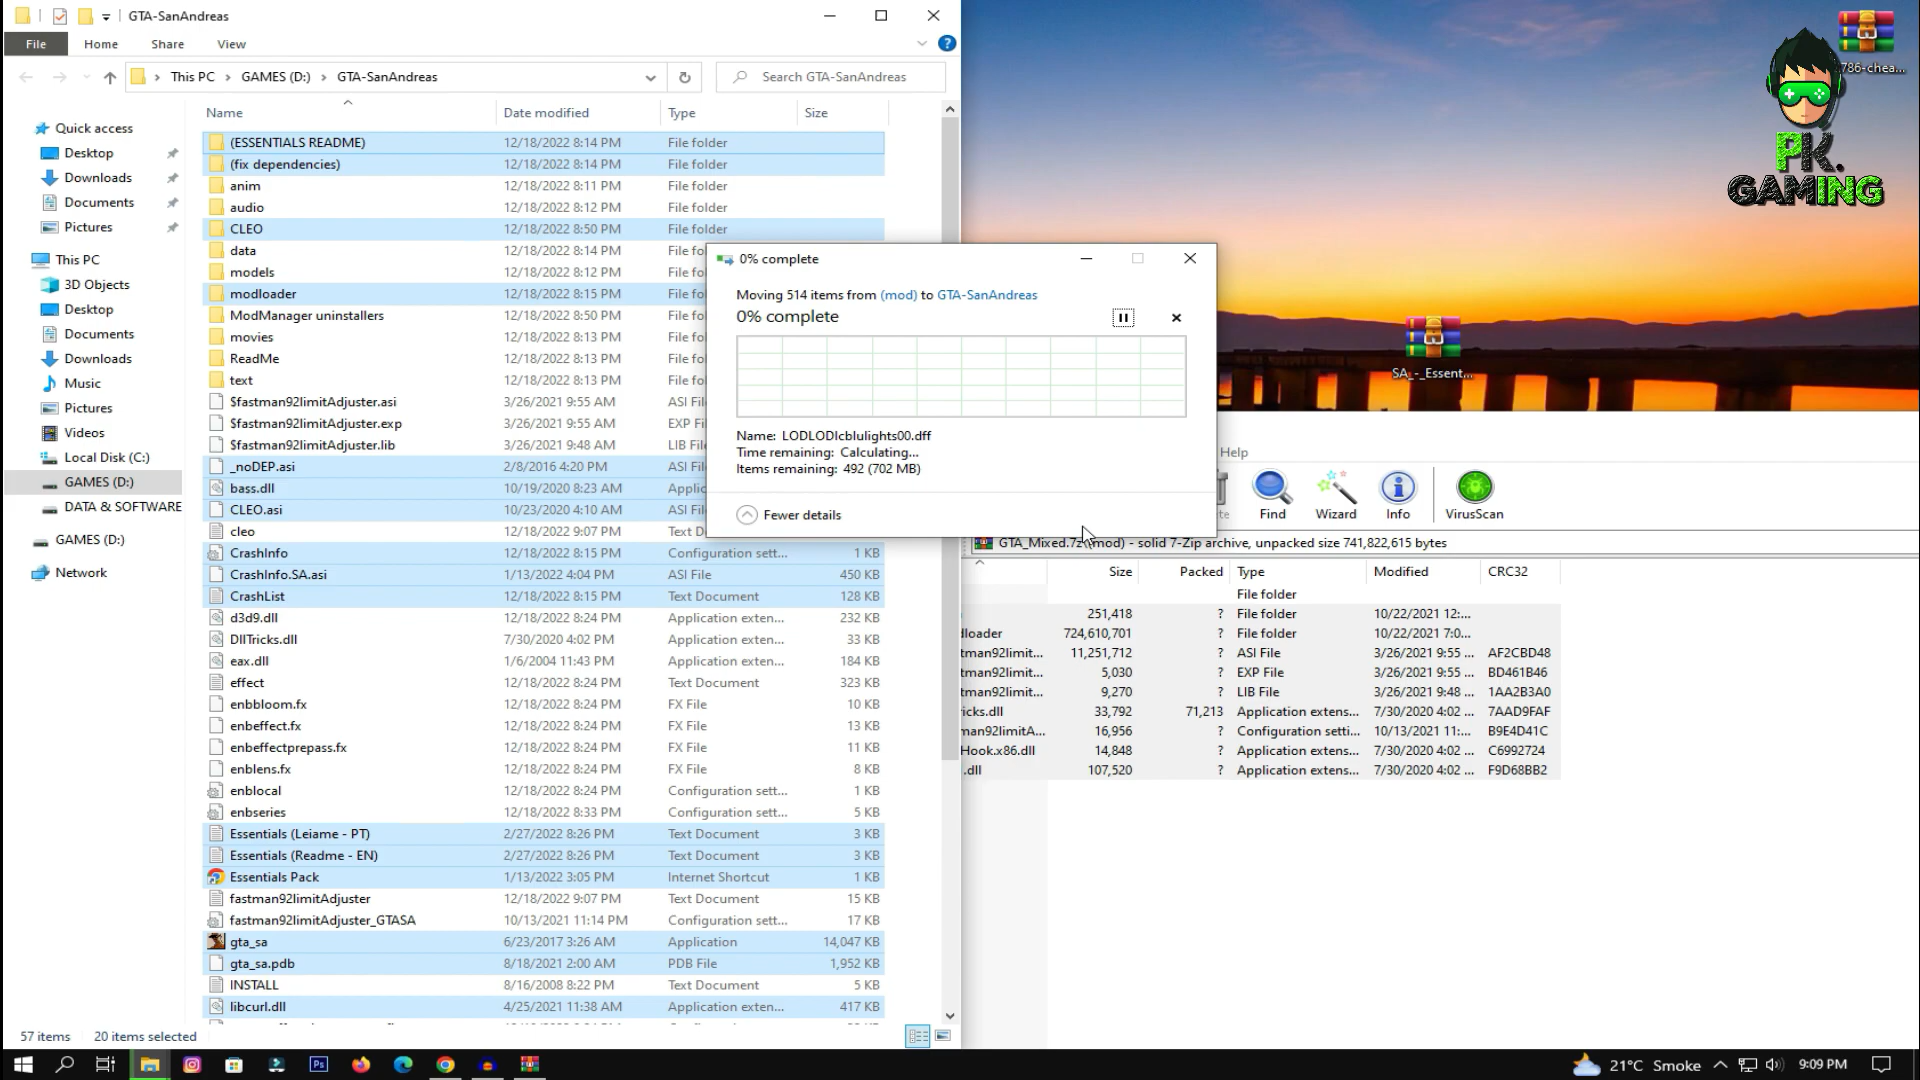 GTA-SanAndreas
File
Home
Share
View
This PC
GAMES (D:)
GTA-SanAndreas
Search GTA-SanAndreas
Name
Date modified
Type
Size
Quick access
Desktop
Downloads
Documents
Pictures
This PC
3D Objects
Desktop
Documents
Downloads
Music
Pictures
Videos
Local Disk (C:)
GAMES (D:)
DATA & SOFTWARE
GAMES (D:)
Network
(ESSENTIALS README) 12/18/2022 8:14 PM File folder
(fix dependencies) 12/18/2022 8:14 PM File folder
anim 12/18/2022 8:11 PM File folder
audio 12/18/2022 8:12 PM File folder
CLEO 12/18/2022 8:50 PM File folder
data 12/18/2022 8:14 PM File fo
models 12/18/2022 8:12 PM File fo
modloader 12/18/2022 8:15 PM File fo
ModManager uninstallers 12/18/2022 8:50 PM File fo
movies 12/18/2022 8:13 PM File fo
ReadMe 12/18/2022 8:13 PM File fo
text 12/18/2022 8:13 PM File fo
$fastman92limitAdjuster.asi 3/26/2021 9:55 AM ASI Fil
$fastman92limitAdjuster.exp 3/26/2021 9:55 AM EXP F
$fastman92limitAdjuster.lib 3/26/2021 9:48 AM LIB Fi
_noDEP.asi 2/8/2016 4:20 PM ASI Fil
bass.dll 10/19/2020 8:23 AM Applic
CLEO.asi 10/23/2020 4:10 AM ASI Fil
cleo 12/18/2022 9:07 PM Text D
CrashInfo 12/18/2022 8:15 PM Configuration sett... 1 KB
CrashInfo.SA.asi 1/13/2022 4:04 PM ASI File 450 KB
CrashList 12/18/2022 8:15 PM Text Document 128 KB
d3d9.dll 12/18/2022 8:24 PM Application exten... 232 KB
DllTricks.dll 7/30/2020 4:02 PM Application exten... 33 KB
eax.dll 1/6/2004 11:43 PM Application exten... 184 KB
effect 12/18/2022 8:24 PM Text Document 323 KB
enbbloom.fx 12/18/2022 8:24 PM FX File 10 KB
enbeffect.fx 12/18/2022 8:24 PM FX File 13 KB
enbeffectprepass.fx 12/18/2022 8:24 PM FX File 11 KB
enblens.fx 12/18/2022 8:24 PM FX File 8 KB
enblocal 12/18/2022 8:24 PM Configuration sett... 1 KB
enbseries 12/18/2022 8:33 PM Configuration sett... 5 KB
Essentials (Leiame - PT) 2/27/2022 8:26 PM Text Document 3 KB
Essentials (Readme - EN) 2/27/2022 8:26 PM Text Document 3 KB
Essentials Pack 1/13/2022 3:05 PM Internet Shortcut 1 KB
fastman92limitAdjuster 12/18/2022 9:07 PM Text Document 15 KB
fastman92limitAdjuster_GTASA 10/13/2021 11:14 PM Configuration sett... 17 KB
gta_sa 6/23/2017 3:26 AM Application 14,047 KB
gta_sa.pdb 8/18/2021 2:00 AM PDB File 1,952 KB
INSTALL 8/16/2008 8:22 PM Text Document 5 KB
libcurl.dll 4/25/2021 11:38 AM Application exten... 417 KB
57 items 20 items selected
0% complete
Moving 514 items from (mod) to GTA-SanAndreas
0% complete
Name: LODLODlcblulights00.dff
Time remaining: Calculating...
Items remaining: 492 (702 MB)
Fewer details
786-chea...
PK.
GAMING
SA_-_Essent...
Help
Find
Wizard
Info
VirusScan
GTA_Mixed.7z (mod) - solid 7-Zip archive, unpacked size 741,822,615 bytes
Size Packed Type Modified CRC32
File folder
251,418 ? File folder 10/22/2021 12:...
dloader 724,610,701 ? File folder 10/22/2021 7:0...
tman92limit... 11,251,712 ? ASI File 3/26/2021 9:55 ... AF2CBD48
tman92limit... 5,030 ? EXP File 3/26/2021 9:55 ... BD461B46
tman92limit... 9,270 ? LIB File 3/26/2021 9:48 ... 1AA2B3A0
ricks.dll 33,792 71,213 Application extens... 7/30/2020 4:02 ... 7AAD9FAF
man92limitA... 16,956 ? Configuration setti... 10/13/2021 11:... B9E4D41C
Hook.x86.dll 14,848 ? Application extens... 7/30/2020 4:02 ... C6992724
.dll 107,520 ? Application extens... 7/30/2020 4:02 ... F9D68BB2
21°C Smoke 9:09 PM